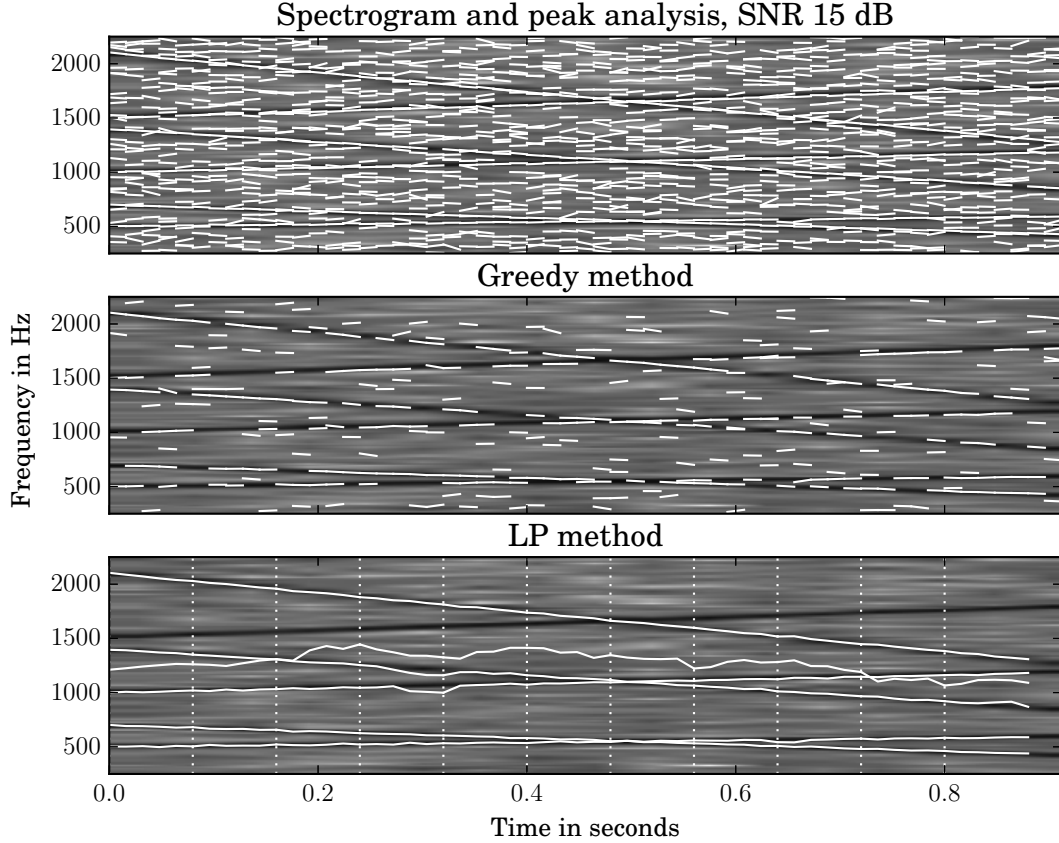 Spectrogram and peak analysis, SNR 15 dB
2000
1500
1000
500
Greedy method
2000
1500
1000
500
Frequency in Hz
LP method
2000
1500
1000
500
0.0 0.2 0.4 0.6 0.8
Time in seconds